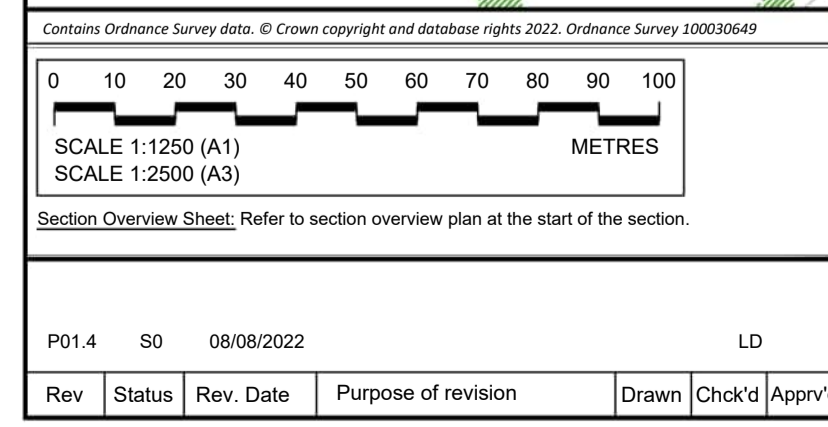 Contains Ordnance Survey data. © Crown copyright and database rights 2022. Ordnance Survey 100030649
0 10 20 30 40 50 60 70 80 90 100
SCALE 1:1250 (A1) METRES
SCALE 1:2500 (A3)
Section Overview Sheet: Refer to section overview plan at the start of the section.
P01.4 S0 08/08/2022 LD
Rev Status Rev. Date Purpose of revision Drawn Chck'd Apprv'